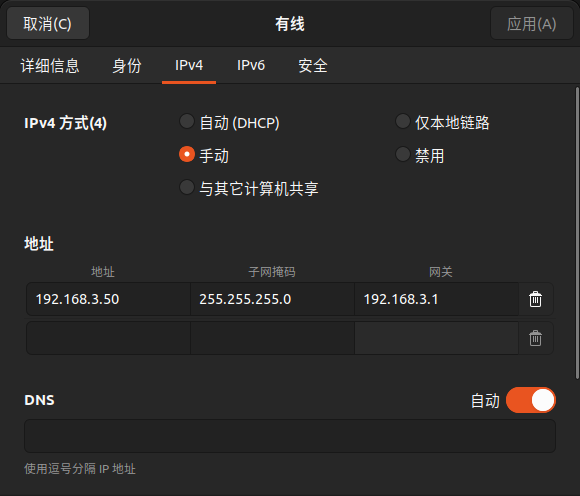 取消(C) 有线 应用(A)
详细信息 身份 IPv4 IPv6 安全
IPv4 方式(4) 自动 (DHCP) 仅本地链路
手动 禁用
与其它计算机共享
地址
地址 子网掩码 网关
192.168.3.50 255.255.255.0 192.168.3.1
DNS 自动
使用逗号分隔 IP 地址